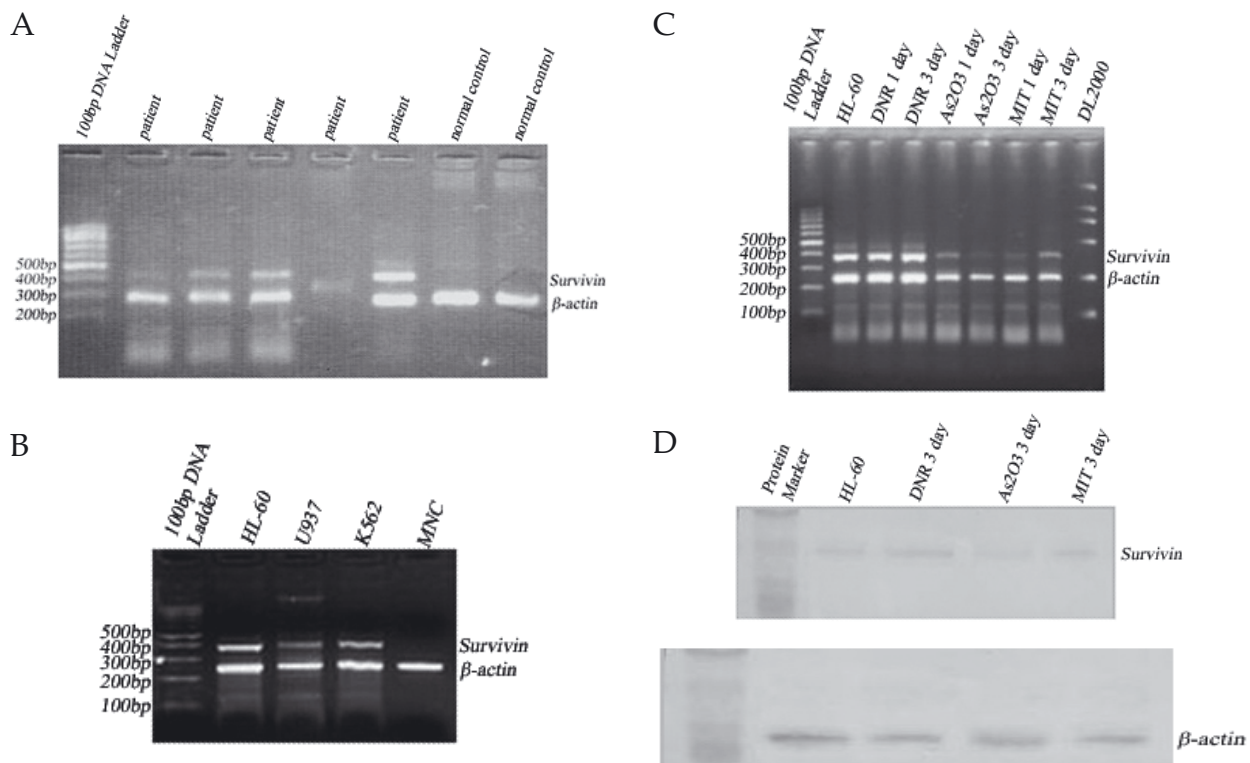 A
100bp DNA Ladder
patient
patient
patient
patient
patient
normal control
normal control
500bp
400bp
300bp
200bp
Survivin
β-actin
B
100bp DNA
Ladder
HL-60
U937
K562
MNC
500bp
400bp
300bp
200bp
100bp
Survivin
β-actin
C
100bp DNA
Ladder
HL-60
DNR 1 day
DNR 3 day
As2O3 1 day
As2O3 3 day
MIT 1 day
MIT 3 day
DL2000
500bp
400bp
300bp
200bp
100bp
Survivin
β-actin
D
Protein
Marker
HL-60
DNR 3 day
As2O3 3 day
MIT 3 day
Survivin
β-actin